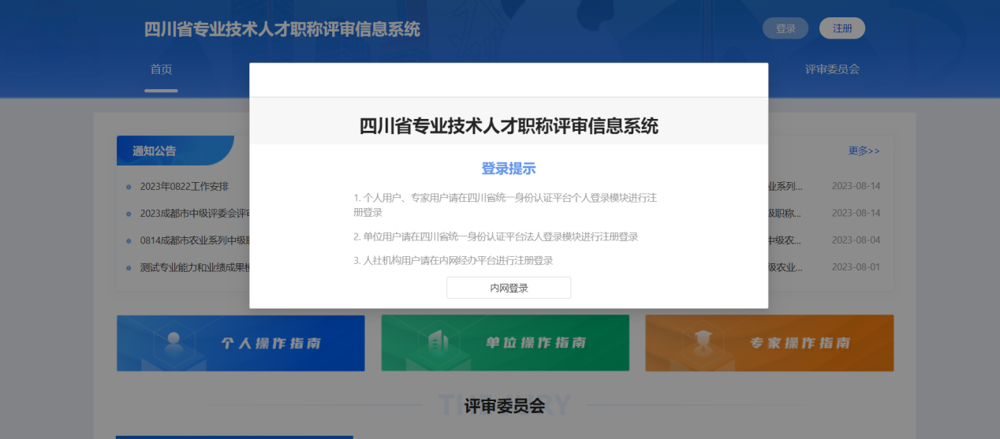 四川省专业技术人才职称评审信息系统
登录
注册
首页
评审委员会
四川省专业技术人才职称评审信息系统
登录提示
1. 个人用户、专家用户请在四川省统一身份认证平台个人登录模块进行注
册登录
2. 单位用户请在四川省统一身份认证平台法人登录模块进行注册登录
3. 人社机构用户请在内网经办平台进行注册登录
内网登录
通知公告
更多>>
2023年0822工作安排
业系列... 2023-08-14
2023成都市中级评委会评
级职称... 2023-08-14
0814成都市农业系列中级
中级农... 2023-08-04
测试专业能力和业绩成果
级农业... 2023-08-01
个人操作指南
单位操作指南
专家操作指南
THE JURY
评审委员会